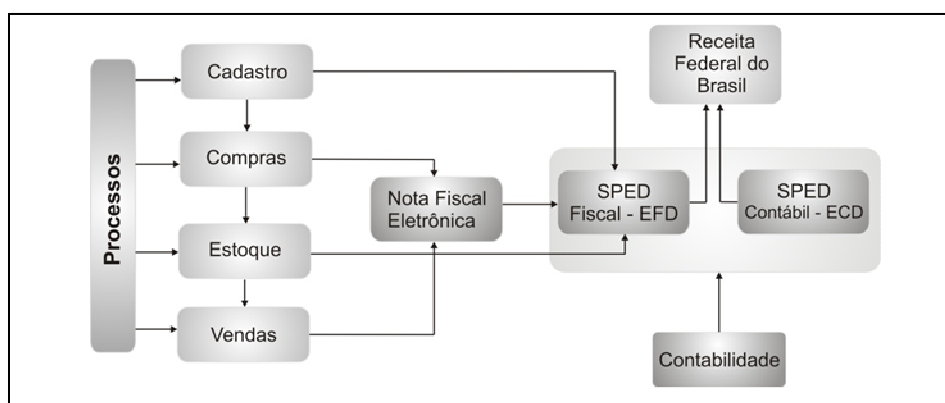 Processos
Cadastro
Compras
Estoque
Vendas
Nota Fiscal
Eletrônica
SPED
Fiscal - EFD
SPED
Contábil - ECD
Receita
Federal do
Brasil
Contabilidade